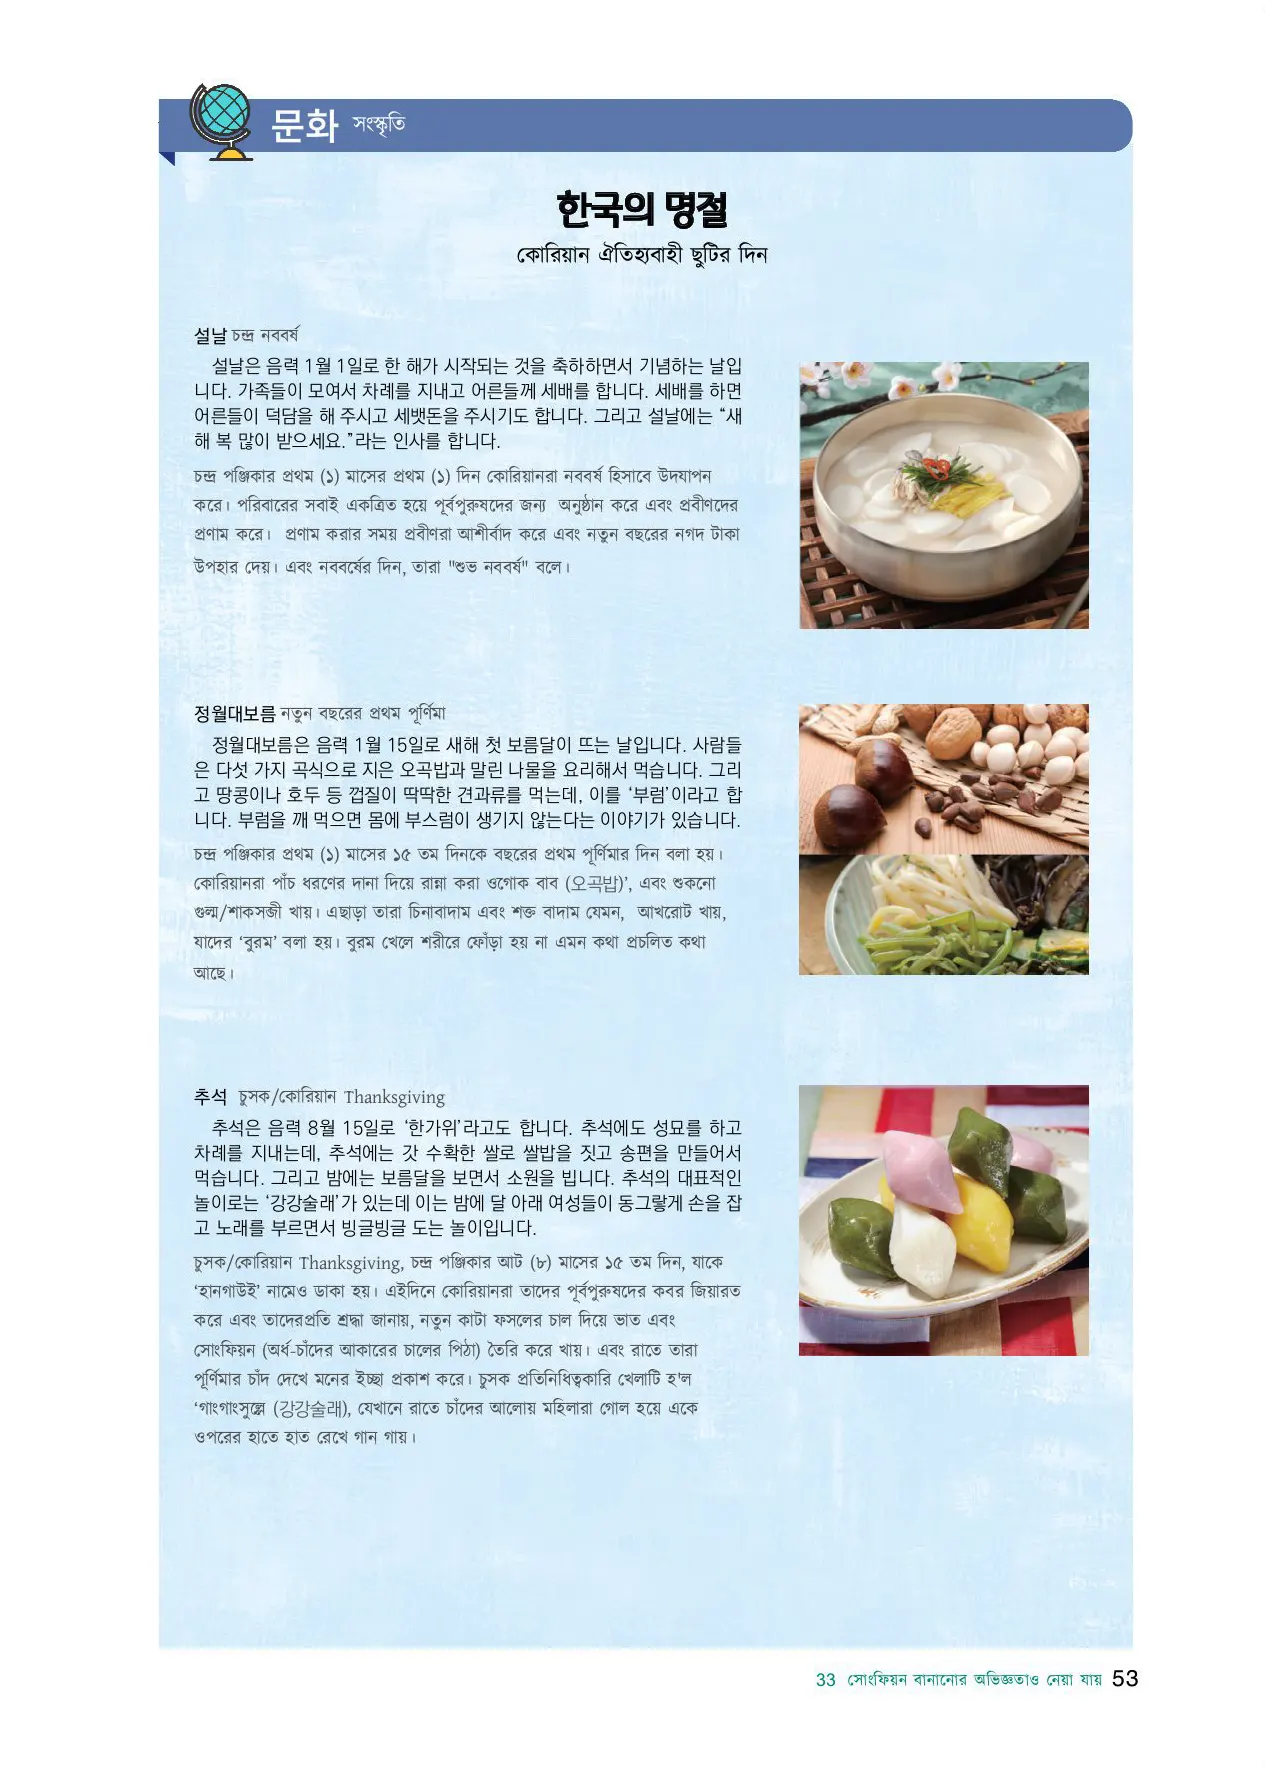 문화 সংস্কৃতি
한국의 명절
কোরিয়ান ঐতিহ্যবাহী ছুটির দিন
설날 চন্দ্র নববর্ষ
설날은 음력 1월 1일로 한 해가 시작되는 것을 축하하면서 기념하는 날입
니다. 가족들이 모여서 차례를 지내고 어른들께 세배를 합니다. 세배를 하면
어른들이 덕담을 해 주시고 세뱃돈을 주시기도 합니다. 그리고 설날에는 “새
해 복 많이 받으세요.”라는 인사를 합니다.
চন্দ্র পঞ্জিকার প্রথম (১) মাসের প্রথম (১) দিন কোরিয়ানরা নববর্ষ হিসাবে উদযাপন
করে। পরিবারের সবাই একত্রিত হয়ে পূর্বপুরুষদের জন্য অনুষ্ঠান করে এবং প্রবীণদের
প্রণাম করে। প্রণাম করার সময় প্রবীণরা আশীর্বাদ করে এবং নতুন বছরের নগদ টাকা
উপহার দেয়। এবং নববর্ষের দিন, তারা "শুভ নববর্ষ" বলে।
정월대보름 নতুন বছরের প্রথম পূর্ণিমা
정월대보름은 음력 1월 15일로 새해 첫 보름달이 뜨는 날입니다. 사람들
은 다섯 가지 곡식으로 지은 오곡밥과 말린 나물을 요리해서 먹습니다. 그리
고 땅콩이나 호두 등 껍질이 딱딱한 견과류를 먹는데, 이를 ‘부럼’이라고 합
니다. 부럼을 깨 먹으면 몸에 부스럼이 생기지 않는다는 이야기가 있습니다.
চন্দ্র পঞ্জিকার প্রথম (১) মাসের ১৫ তম দিনকে বছরের প্রথম পূর্ণিমার দিন বলা হয়।
কোরিয়ানরা পাঁচ ধরণের দানা দিয়ে রান্না করা ওগোক বাব (오곡밥)’, এবং শুকনো
গুল্ম/শাকসব্জী খায়। এছাড়া তারা চিনাবাদাম এবং শক্ত বাদাম যেমন, আখরোট খায়,
যাদের ‘বুরম’ বলা হয়। বুরম খেলে শরীরে ফোঁড়া হয় না এমন কথা প্রচলিত কথা
আছে।
추석 চুসক/কোরিয়ান Thanksgiving
추석은 음력 8월 15일로 ‘한가위’라고도 합니다. 추석에도 성묘를 하고
차례를 지내는데, 추석에는 갓 수확한 쌀로 쌀밥을 짓고 송편을 만들어서
먹습니다. 그리고 밤에는 보름달을 보면서 소원을 빕니다. 추석의 대표적인
놀이로는 ‘강강술래’가 있는데 이는 밤에 달 아래 여성들이 동그랗게 손을 잡
고 노래를 부르면서 빙글빙글 도는 놀이입니다.
চুসক/কোরিয়ান Thanksgiving, চন্দ্র পঞ্জিকার আট (৮) মাসের ১৫ তম দিন, যাকে
‘হানগাউই’ নামেও ডাকা হয়। এইদিনে কোরিয়ানরা তাদের পূর্বপুরুষদের কবর জিয়ারত
করে এবং তাদেরপ্রতি শ্রদ্ধা জানায়, নতুন কাটা ফসলের চাল দিয়ে ভাত এবং
সোংফিয়ন (অর্ধ-চাঁদের আকারের চালের পিঠা) তৈরি করে খায়। এবং রাতে তারা
পূর্ণিমার চাঁদ দেখে মনের ইচ্ছা প্রকাশ করে। চুসক প্রতিনিধিত্বকারি খেলাটি হ'ল
‘গাংগাংসুল্লে (강강술래), যেখানে রাতে চাঁদের আলোয় মহিলারা গোল হয়ে একে
ওপরের হাতে হাত রেখে গান গায়।
33 সোংফিয়ন বানানোর অভিজ্ঞতাও নেয়া যায় 53